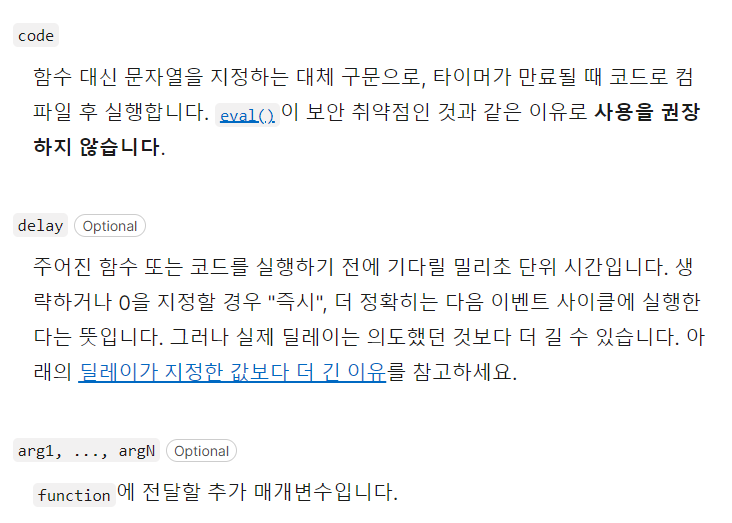 code
함수 대신 문자열을 지정하는 대체 구문으로, 타이머가 만료될 때 코드로 컴
파일 후 실행합니다. eval()이 보안 취약점인 것과 같은 이유로 사용을 권장
하지 않습니다.
delay Optional
주어진 함수 또는 코드를 실행하기 전에 기다릴 밀리초 단위 시간입니다. 생
략하거나 0을 지정할 경우 "즉시", 더 정확히는 다음 이벤트 사이클에 실행한
다는 뜻입니다. 그러나 실제 딜레이는 의도했던 것보다 더 길 수 있습니다. 아
래의 딜레이가 지정한 값보다 더 긴 이유를 참고하세요.
arg1, ..., argN Optional
function에 전달할 추가 매개변수입니다.